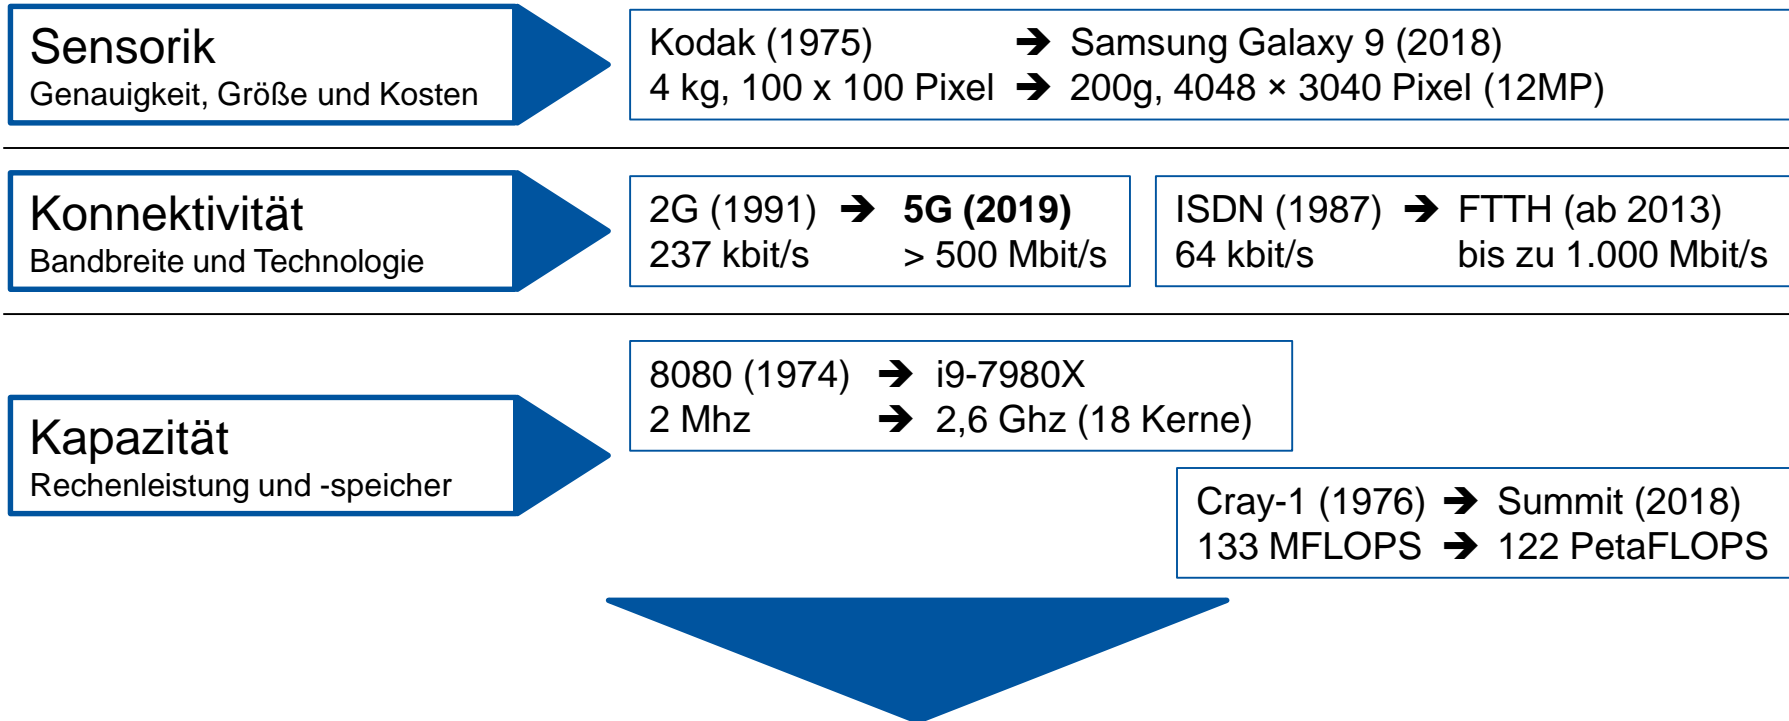 Sensorik
Genauigkeit, Größe und Kosten
Kodak (1975) ➔ Samsung Galaxy 9 (2018)
4 kg, 100 x 100 Pixel ➔ 200g, 4048 × 3040 Pixel (12MP)
Konnektivität
Bandbreite und Technologie
2G (1991) ➔ 5G (2019)
237 kbit/s > 500 Mbit/s
ISDN (1987) ➔ FTTH (ab 2013)
64 kbit/s bis zu 1.000 Mbit/s
Kapazität
Rechenleistung und -speicher
8080 (1974) ➔ i9-7980X
2 Mhz ➔ 2,6 Ghz (18 Kerne)
Cray-1 (1976) ➔ Summit (2018)
133 MFLOPS ➔ 122 PetaFLOPS